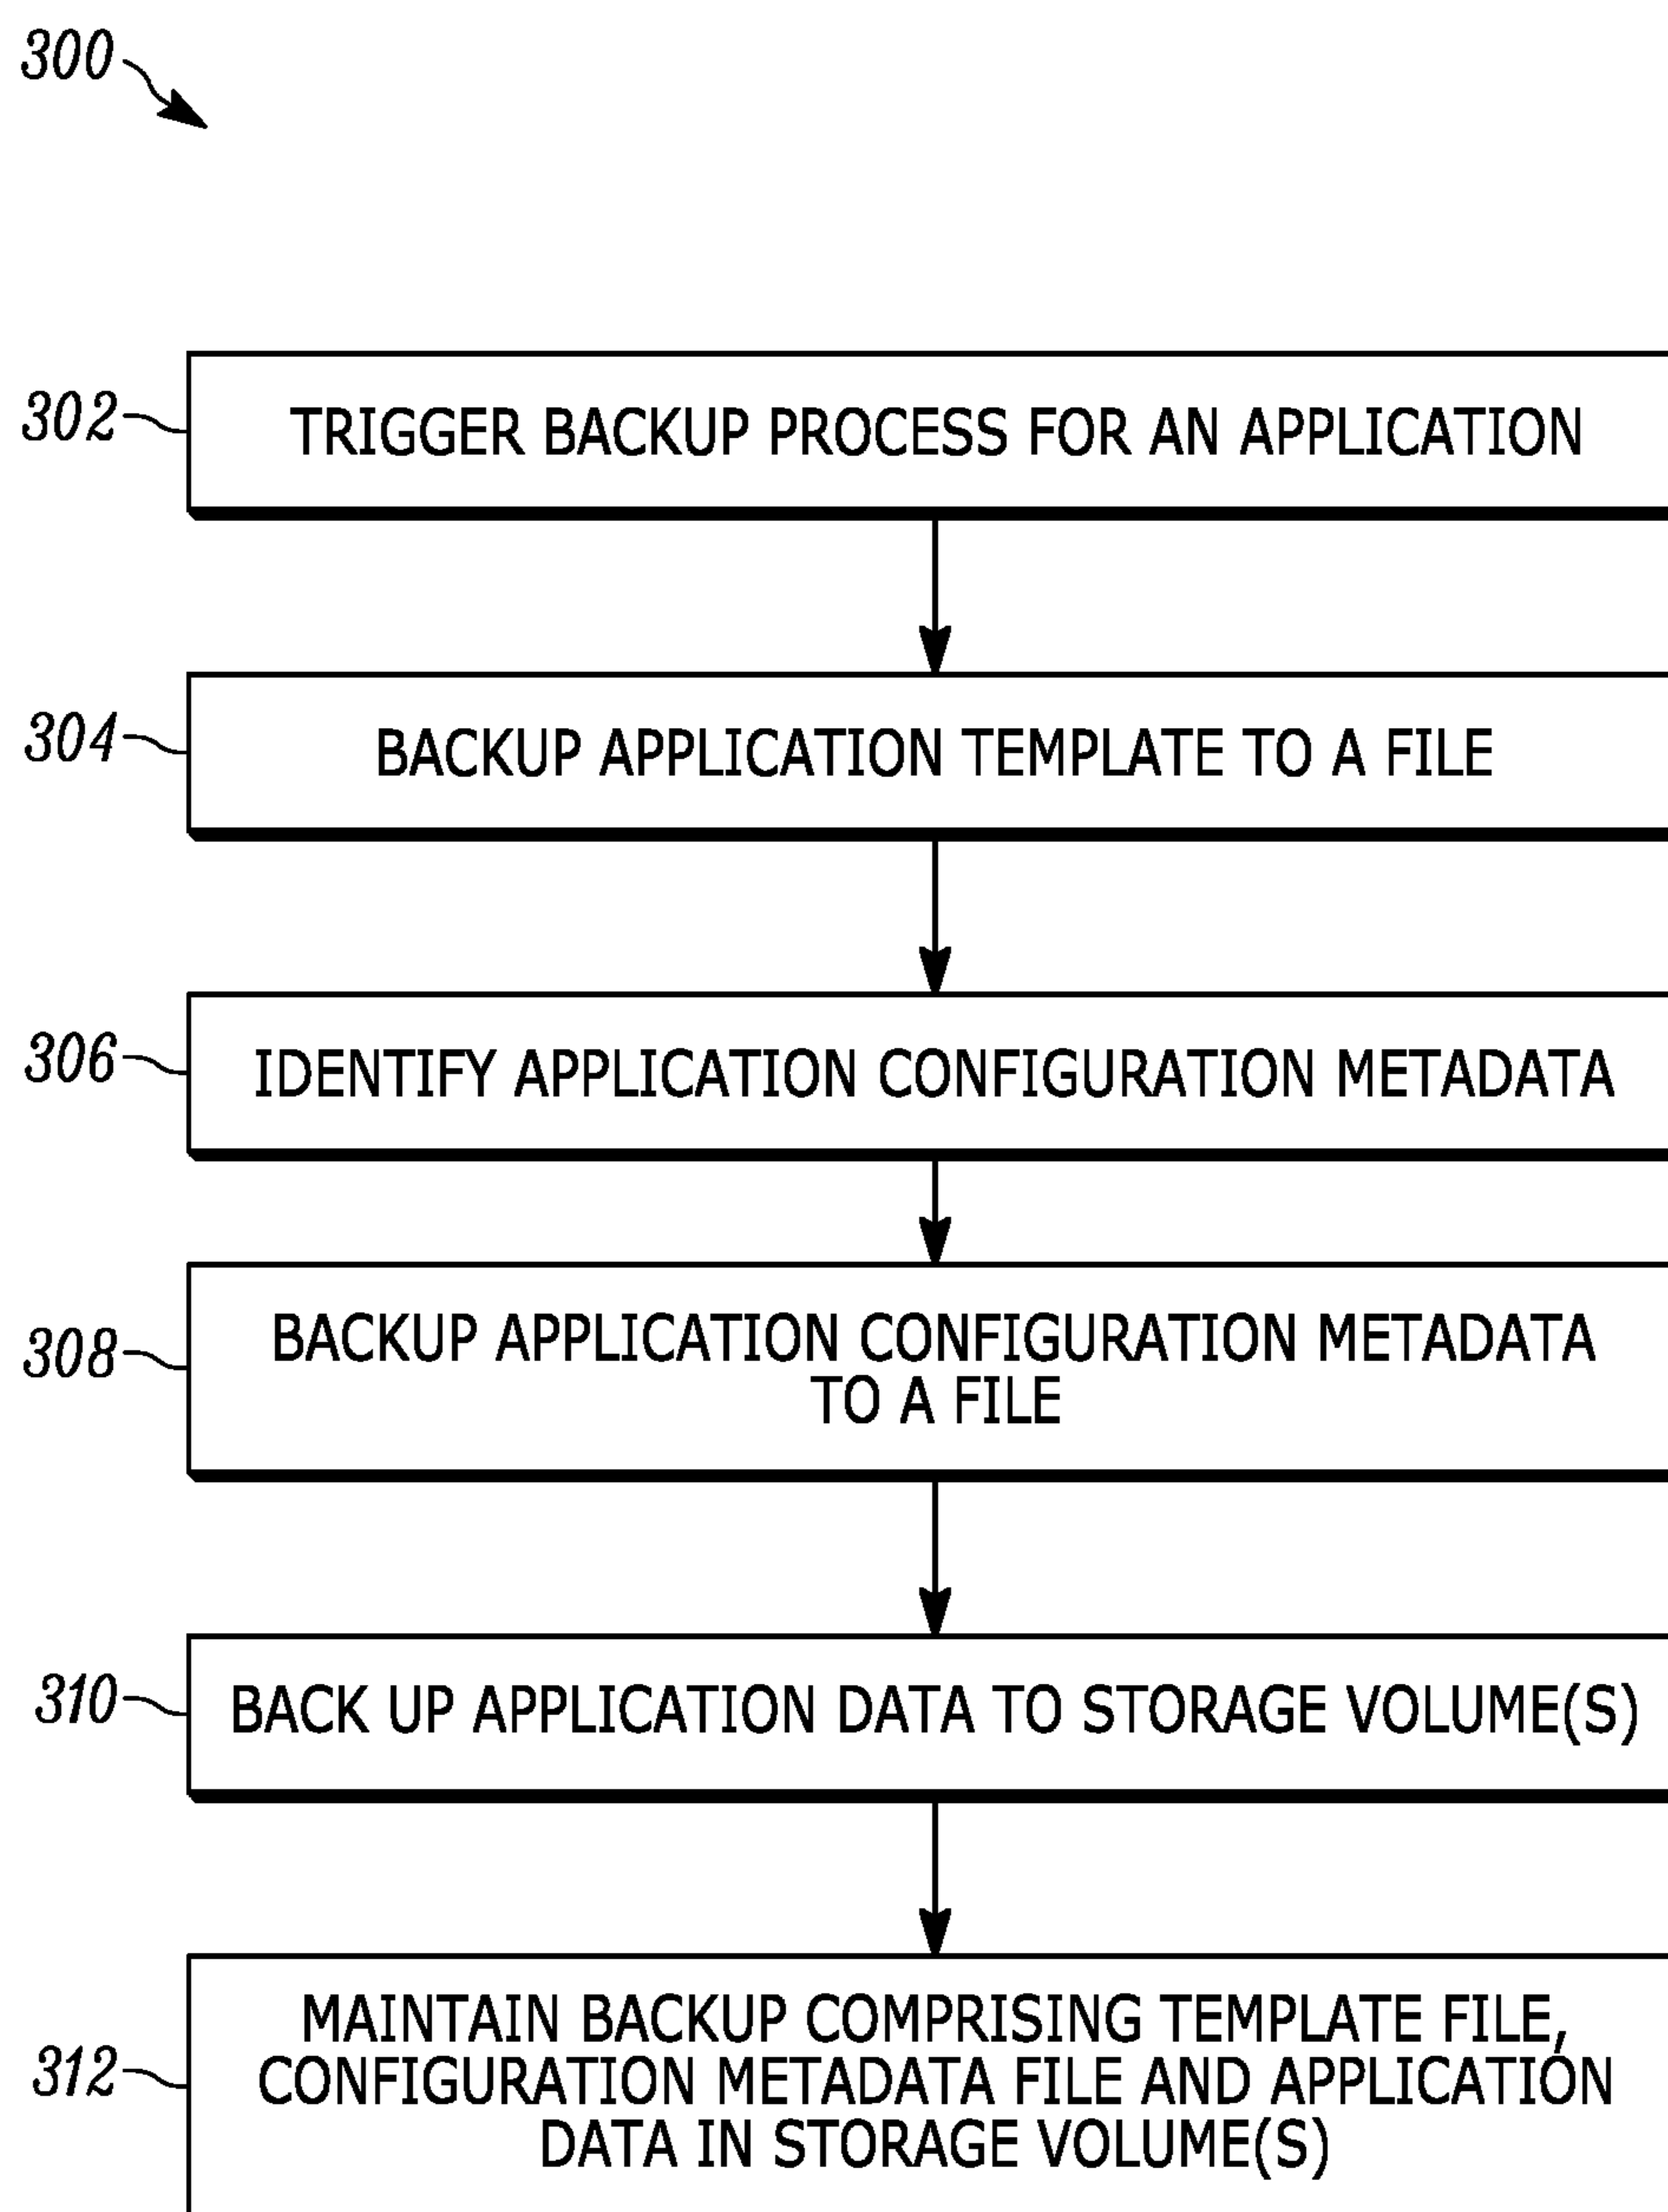 300
302
TRIGGER BACKUP PROCESS FOR AN APPLICATION
304
BACKUP APPLICATION TEMPLATE TO A FILE
306
IDENTIFY APPLICATION CONFIGURATION METADATA
308
BACKUP APPLICATION CONFIGURATION METADATA
TO A FILE
310
BACK UP APPLICATION DATA TO STORAGE VOLUME(S)
312
MAINTAIN BACKUP COMPRISING TEMPLATE FILE,
CONFIGURATION METADATA FILE AND APPLICATION
DATA IN STORAGE VOLUME(S)